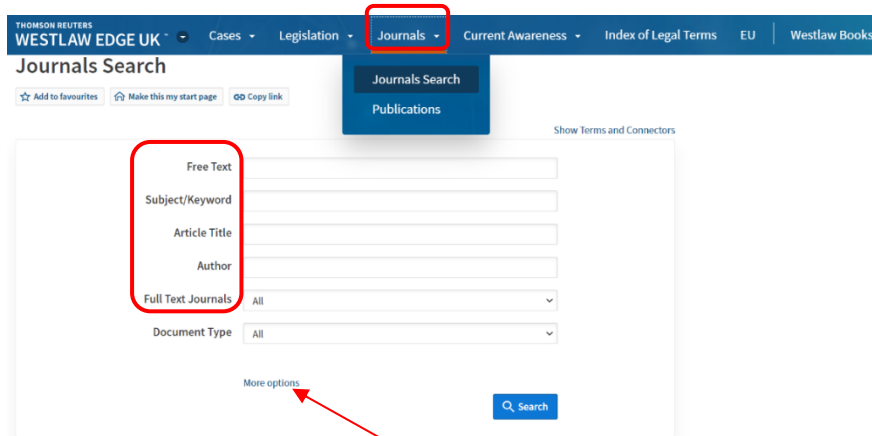 THOMSON REUTERS
WESTLAW EDGE UK Cases Legislation Journals Current Awareness Index of Legal Terms EU Westlaw Books
Journals Search
Journals Search
Add to favourites Make this my start page Copy link
Publications
Show Terms and Connectors
Free Text
Subject/Keyword
Article Title
Author
Full Text Journals All
Document Type All
More options
Search